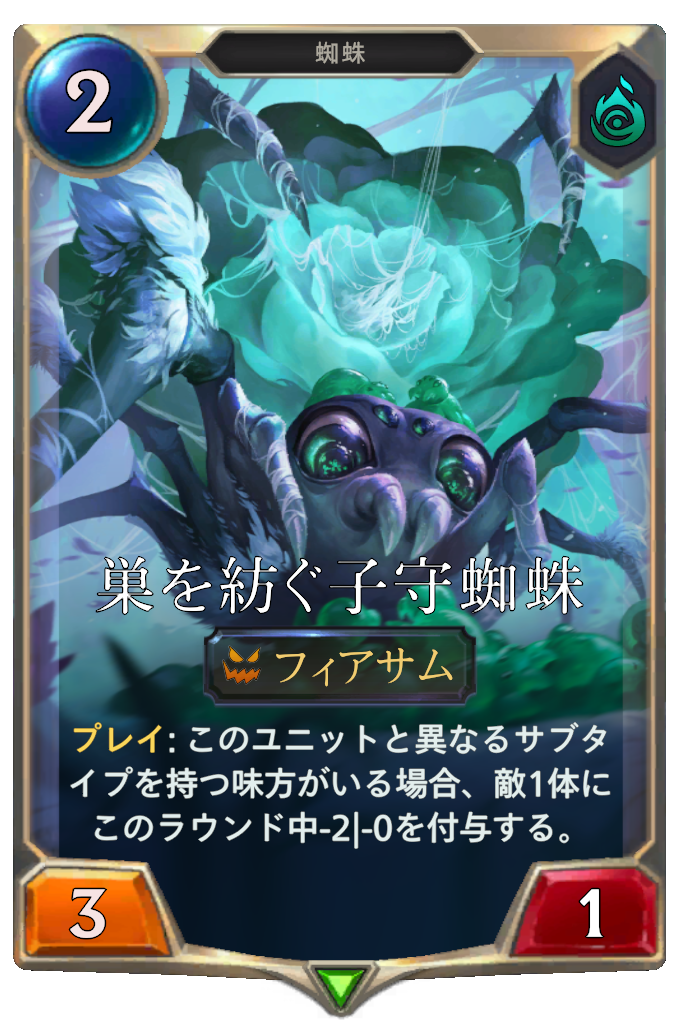 蜘蛛
2
巣を紡ぐ子守蜘蛛
フィアサム
プレイ: このユニットと異なるサブタ
イプを持つ味方がいる場合、敵1体に
このラウンド中-2|-0を付与する。
3
1